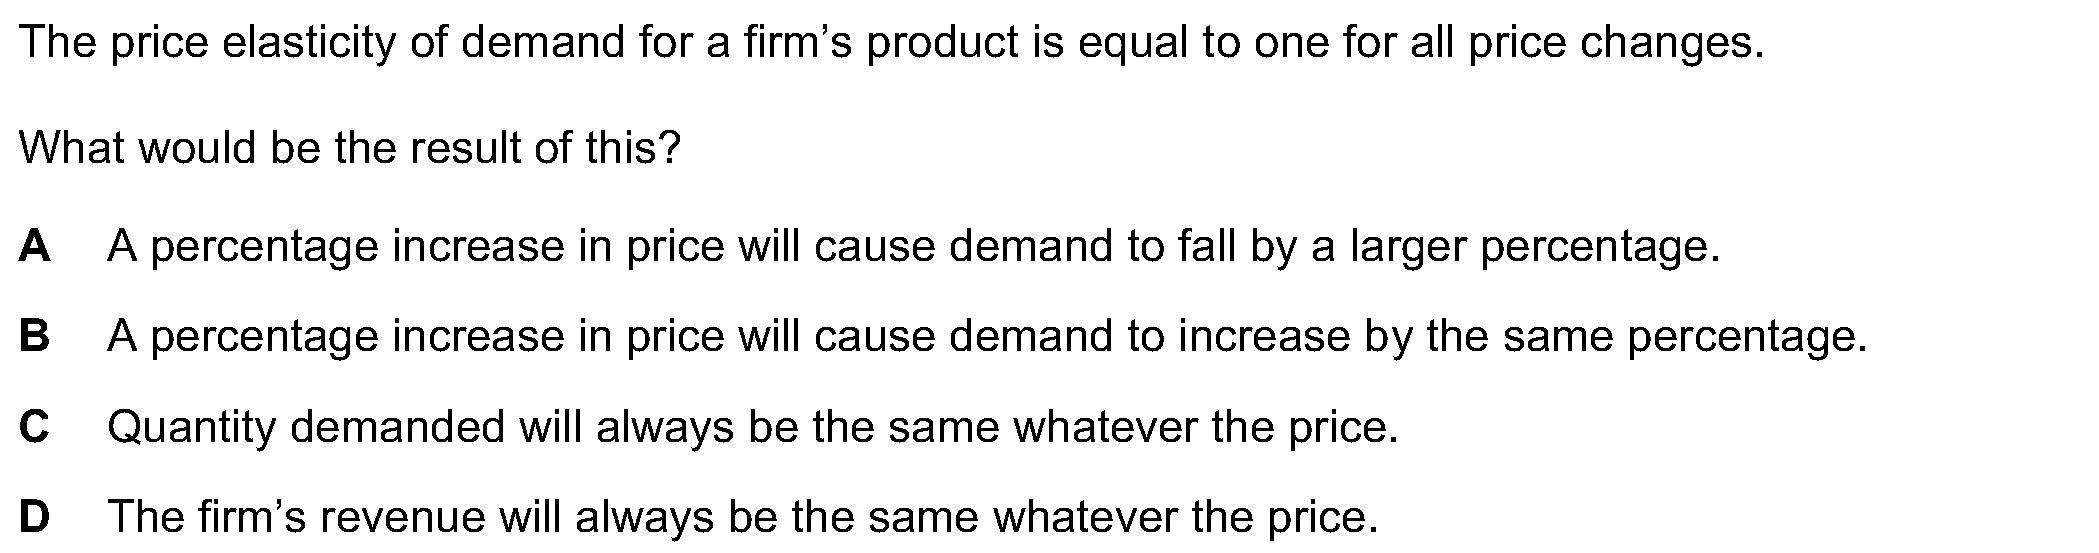 The price elasticity of demand for a firm’s product is equal to one for all price changes.
What would be the result of this?
A A percentage increase in price will cause demand to fall by a larger percentage.
B A percentage increase in price will cause demand to increase by the same percentage.
C Quantity demanded will always be the same whatever the price.
D The firm’s revenue will always be the same whatever the price.